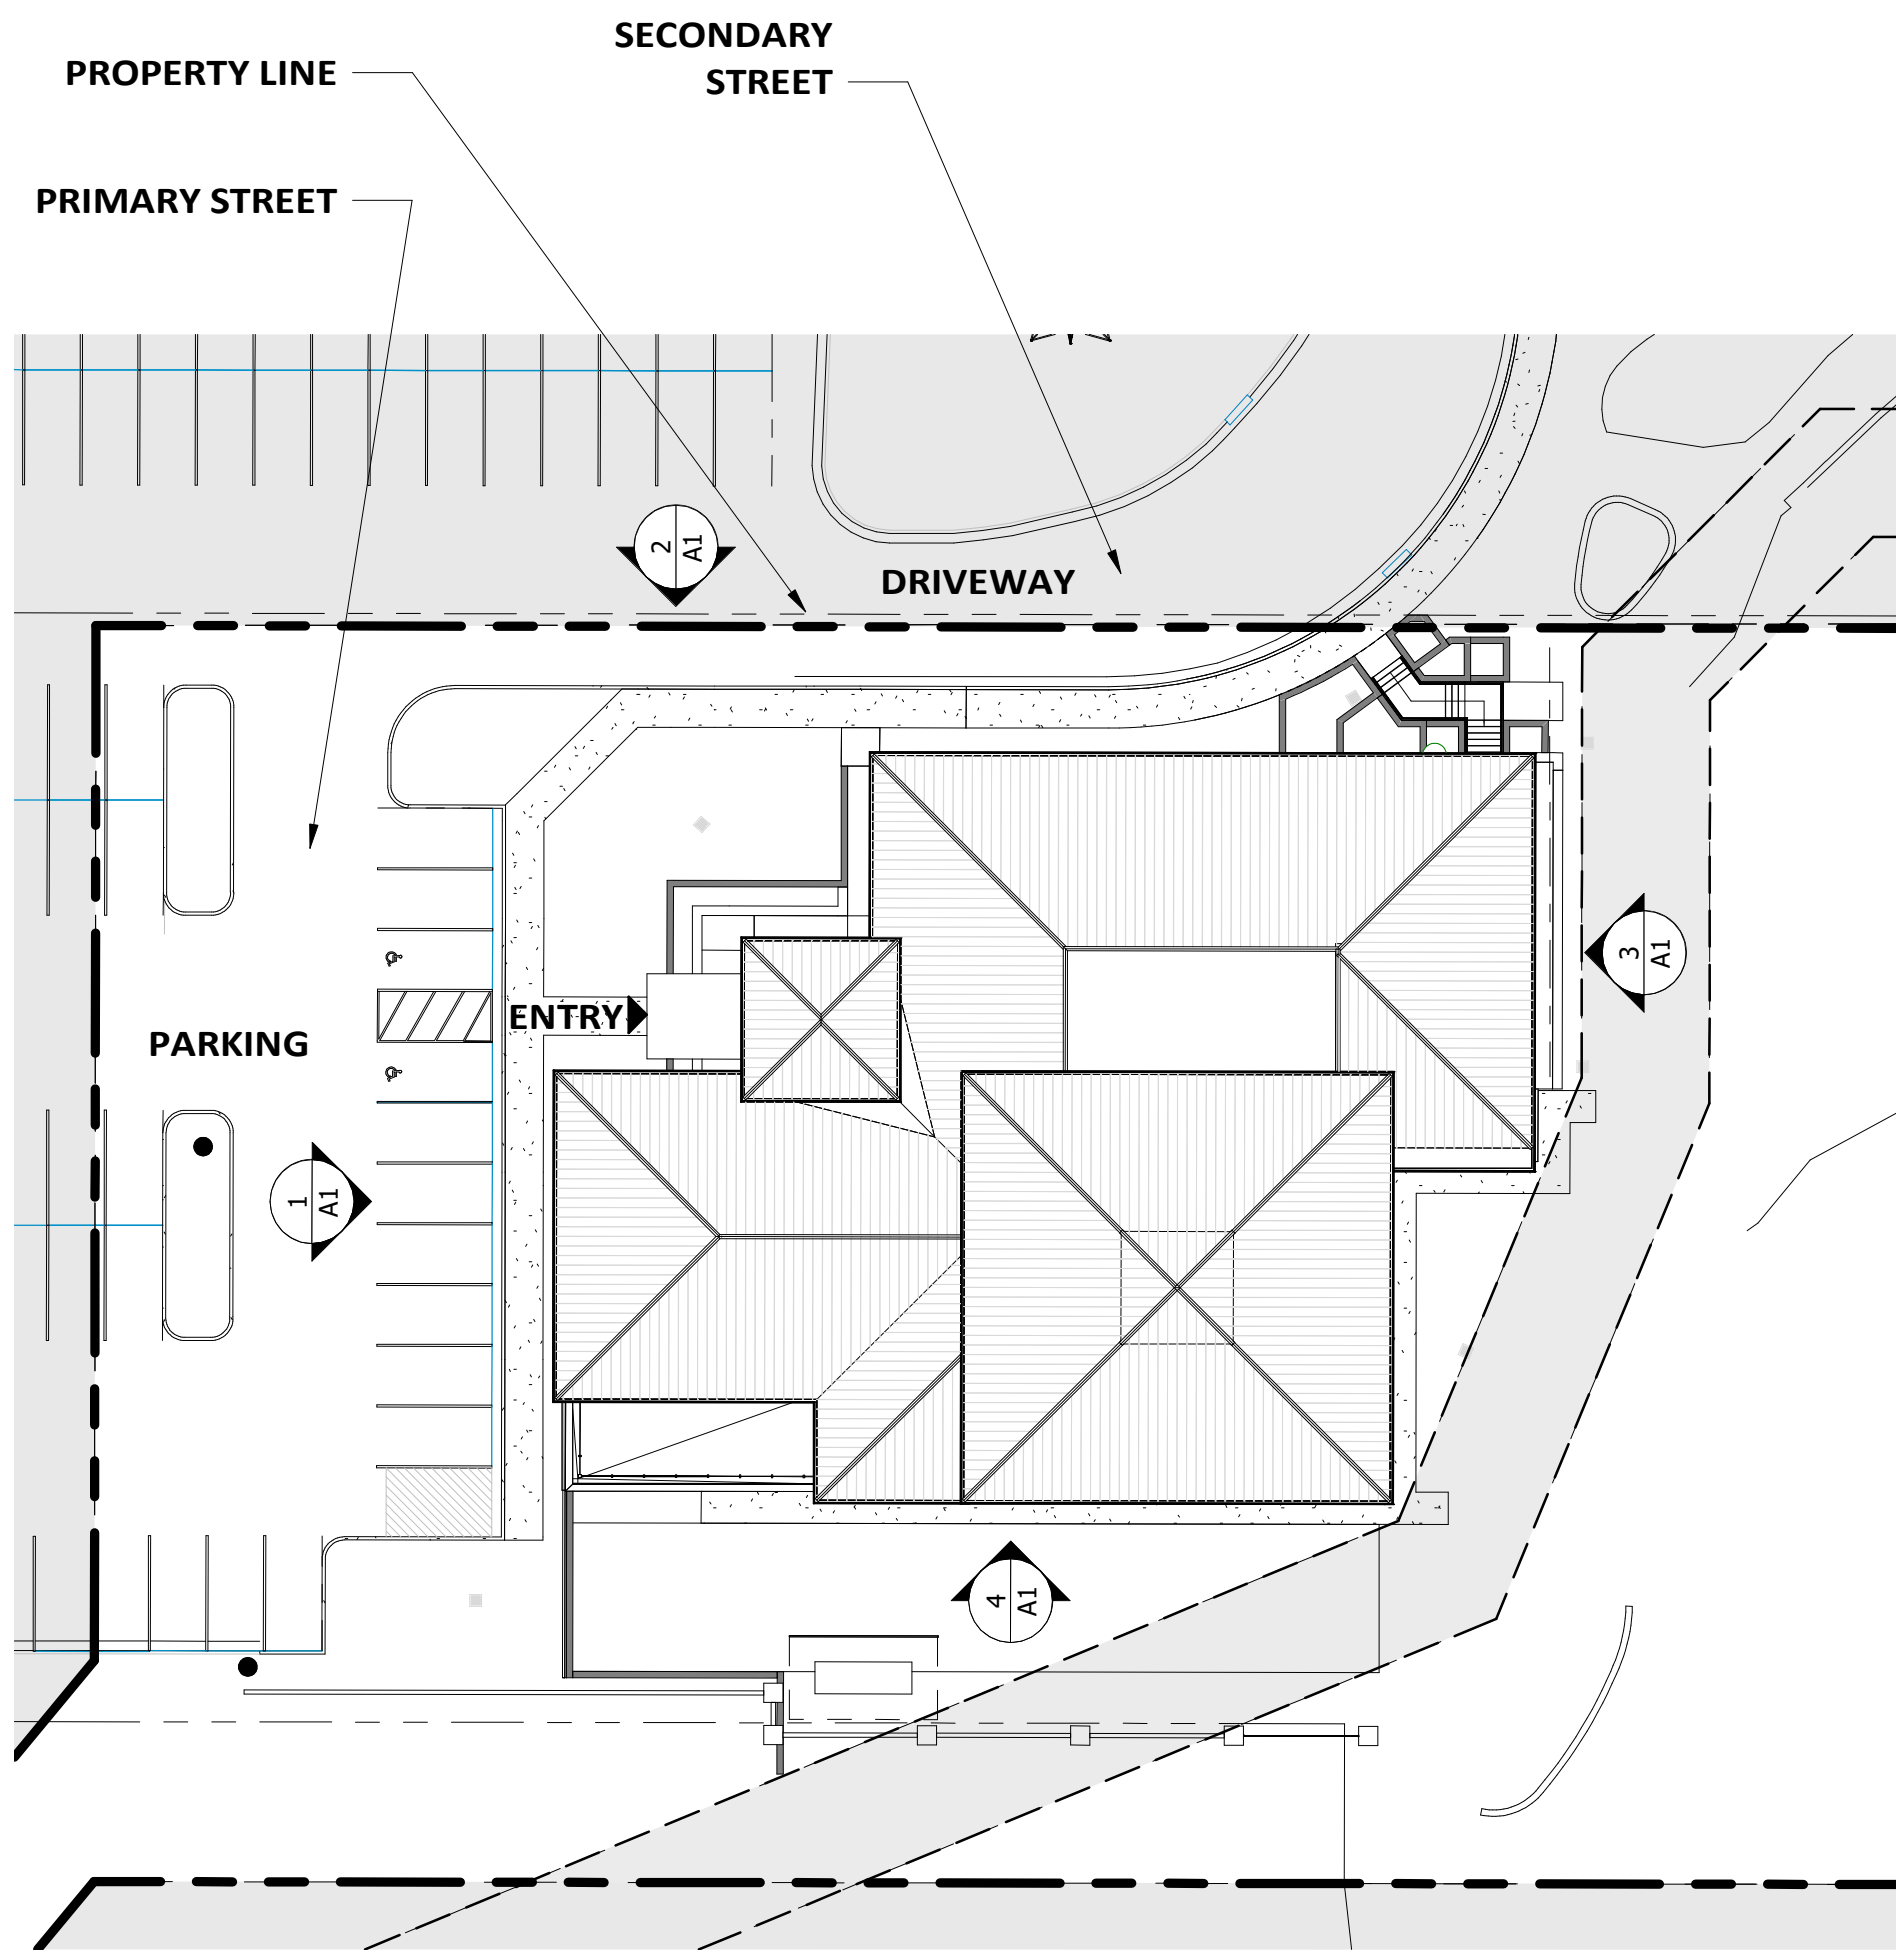 SECONDARY
STREET
PROPERTY LINE
PRIMARY STREET
2
A1
DRIVEWAY
3
A1
ENTRY
PARKING
1
A1
4
A1